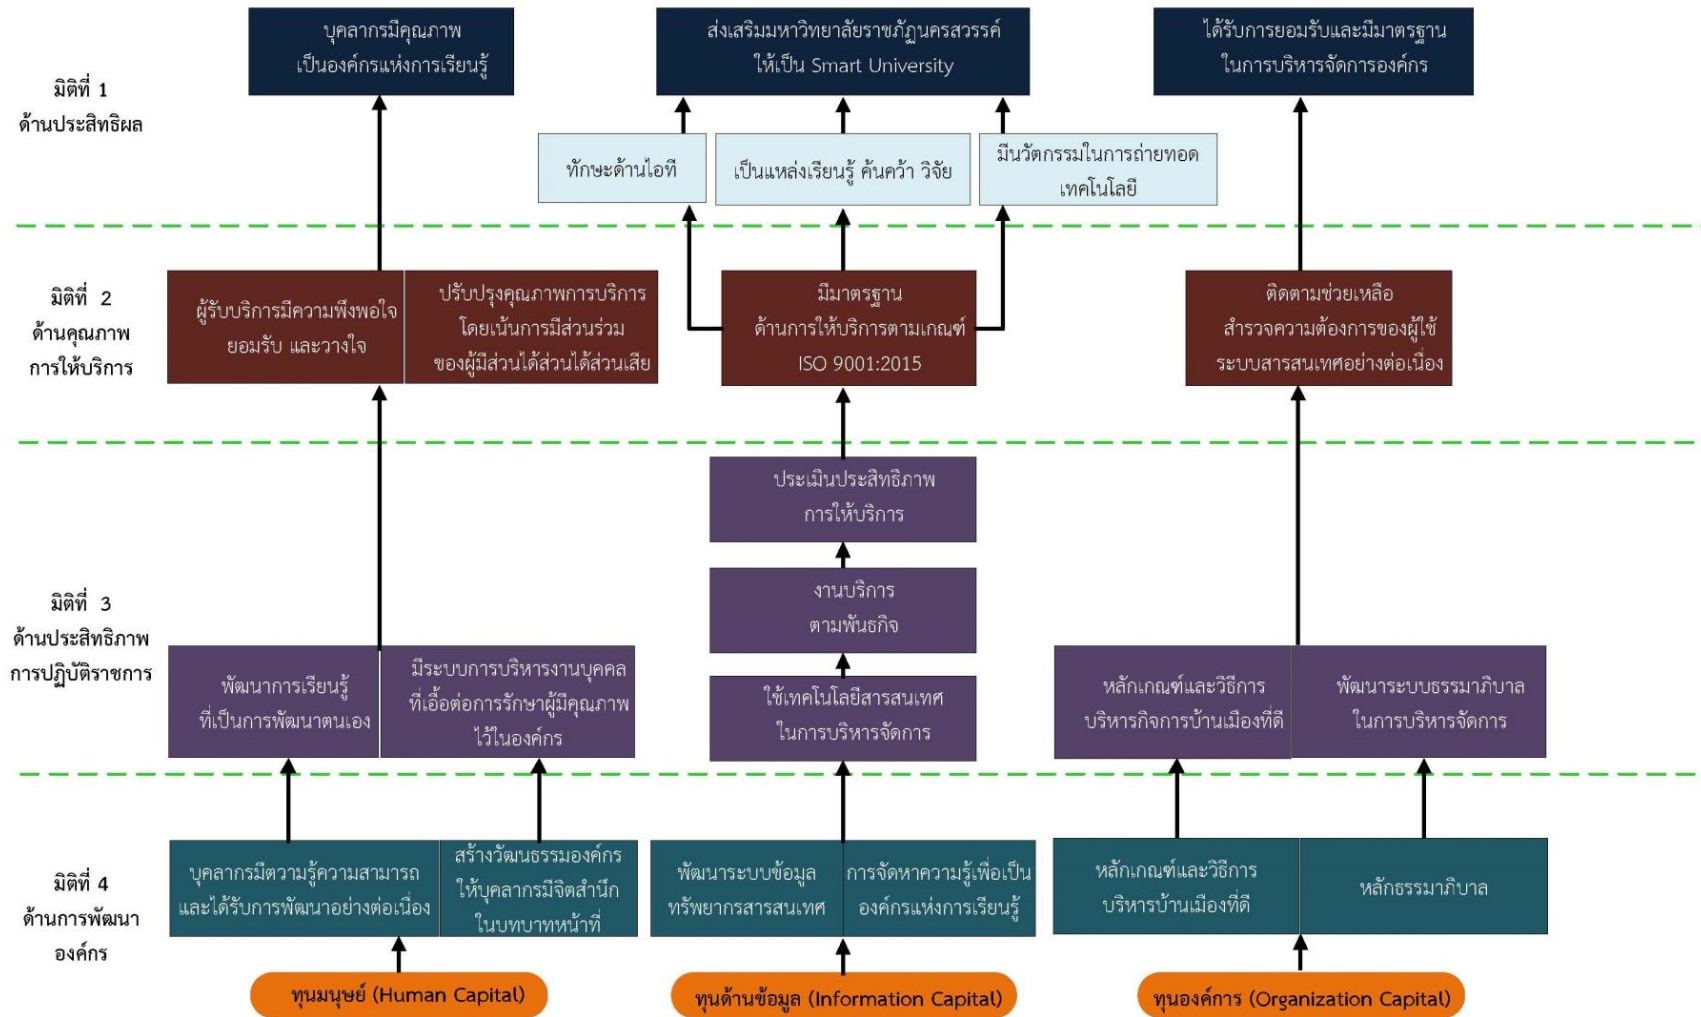 บุคลากรมีคุณภาพ
เป็นองค์กรแห่งการเรียนรู้
ส่งเสริมมหาวิทยาลัยราชภัฏนครสวรรค์
ให้เป็น Smart University
ได้รับการยอมรับและมีมาตรฐาน
ในการบริหารจัดการองค์กร
มิติที่ 1
ด้านประสิทธิผล
ทักษะด้านไอที
เป็นแหล่งเรียนรู้ ค้นคว้า วิจัย
มีนวัตกรรมในการถ่ายทอด
เทคโนโลยี
มิติที่ 2
ด้านคุณภาพ
การให้บริการ
ผู้รับบริการมีความพึงพอใจ
ยอมรับ และวางใจ
ปรับปรุงคุณภาพการบริการ
โดยเน้นการมีส่วนร่วม
ของผู้มีส่วนได้ส่วนได้ส่วนเสีย
มีมาตรฐาน
ด้านการให้บริการตามเกณฑ์
ISO 9001:2015
ติดตามช่วยเหลือ
สำรวจความต้องการของผู้ใช้
ระบบสารสนเทศอย่างต่อเนื่อง
มิติที่ 3
ด้านประสิทธิภาพ
การปฏิบัติราชการ
ประเมินประสิทธิภาพ
การให้บริการ
งานบริการ
ตามพันธกิจ
พัฒนาการเรียนรู้
ที่เป็นการพัฒนาตนเอง
มีระบบการบริหารงานบุคคล
ที่เอื้อต่อการรักษาผู้มีคุณภาพ
ไว้ในองค์กร
ใช้เทคโนโลยีสารสนเทศ
ในการบริหารจัดการ
หลักเกณฑ์และวิธีการ
บริหารกิจการบ้านเมืองที่ดี
พัฒนาระบบธรรมาภิบาล
ในการบริหารจัดการ
มิติที่ 4
ด้านการพัฒนา
องค์กร
บุคลากรมีตวามรู้ความสามารถ
และได้รับการพัฒนาอย่างต่อเนื่อง
สร้างวัฒนธรรมองค์กร
ให้บุคลากรมีจิตสำนึก
ในบทบาทหน้าที่
พัฒนาระบบข้อมูล
ทรัพยากรสารสนเทศ
การจัดหาความรู้เพื่อเป็น
องค์กรแห่งการเรียนรู้
หลักเกณฑ์และวิธีการ
บริหารบ้านเมืองที่ดี
หลักธรรมาภิบาล
ทุนมนุษย์ (Human Capital)
ทุนด้านข้อมูล (Information Capital)
ทุนองค์การ (Organization Capital)